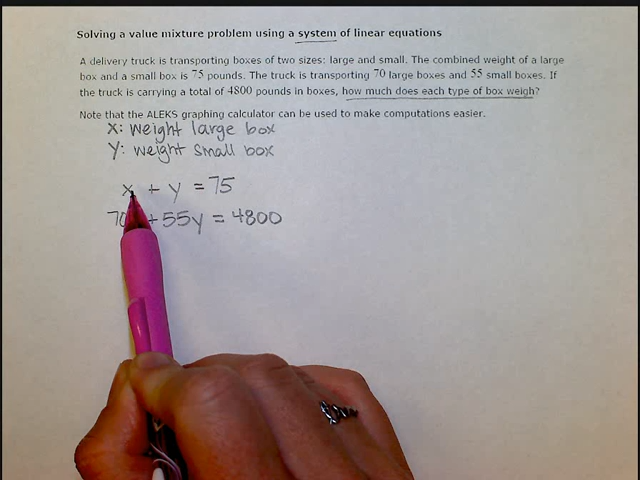 Solving a value mixture problem using a system of linear equations
A delivery truck is transporting boxes of two sizes: large and small. The combined weight of a large
box and a small box is 75 pounds. The truck is transporting 70 large boxes and 55 small boxes. If
the truck is carrying a total of 4800 pounds in boxes, how much does each type of box weigh?
Note that the ALEKS graphing calculator can be used to make computations easier.
X: weight large box
Y: weight small box
x + y = 75
70 + 55y = 4800